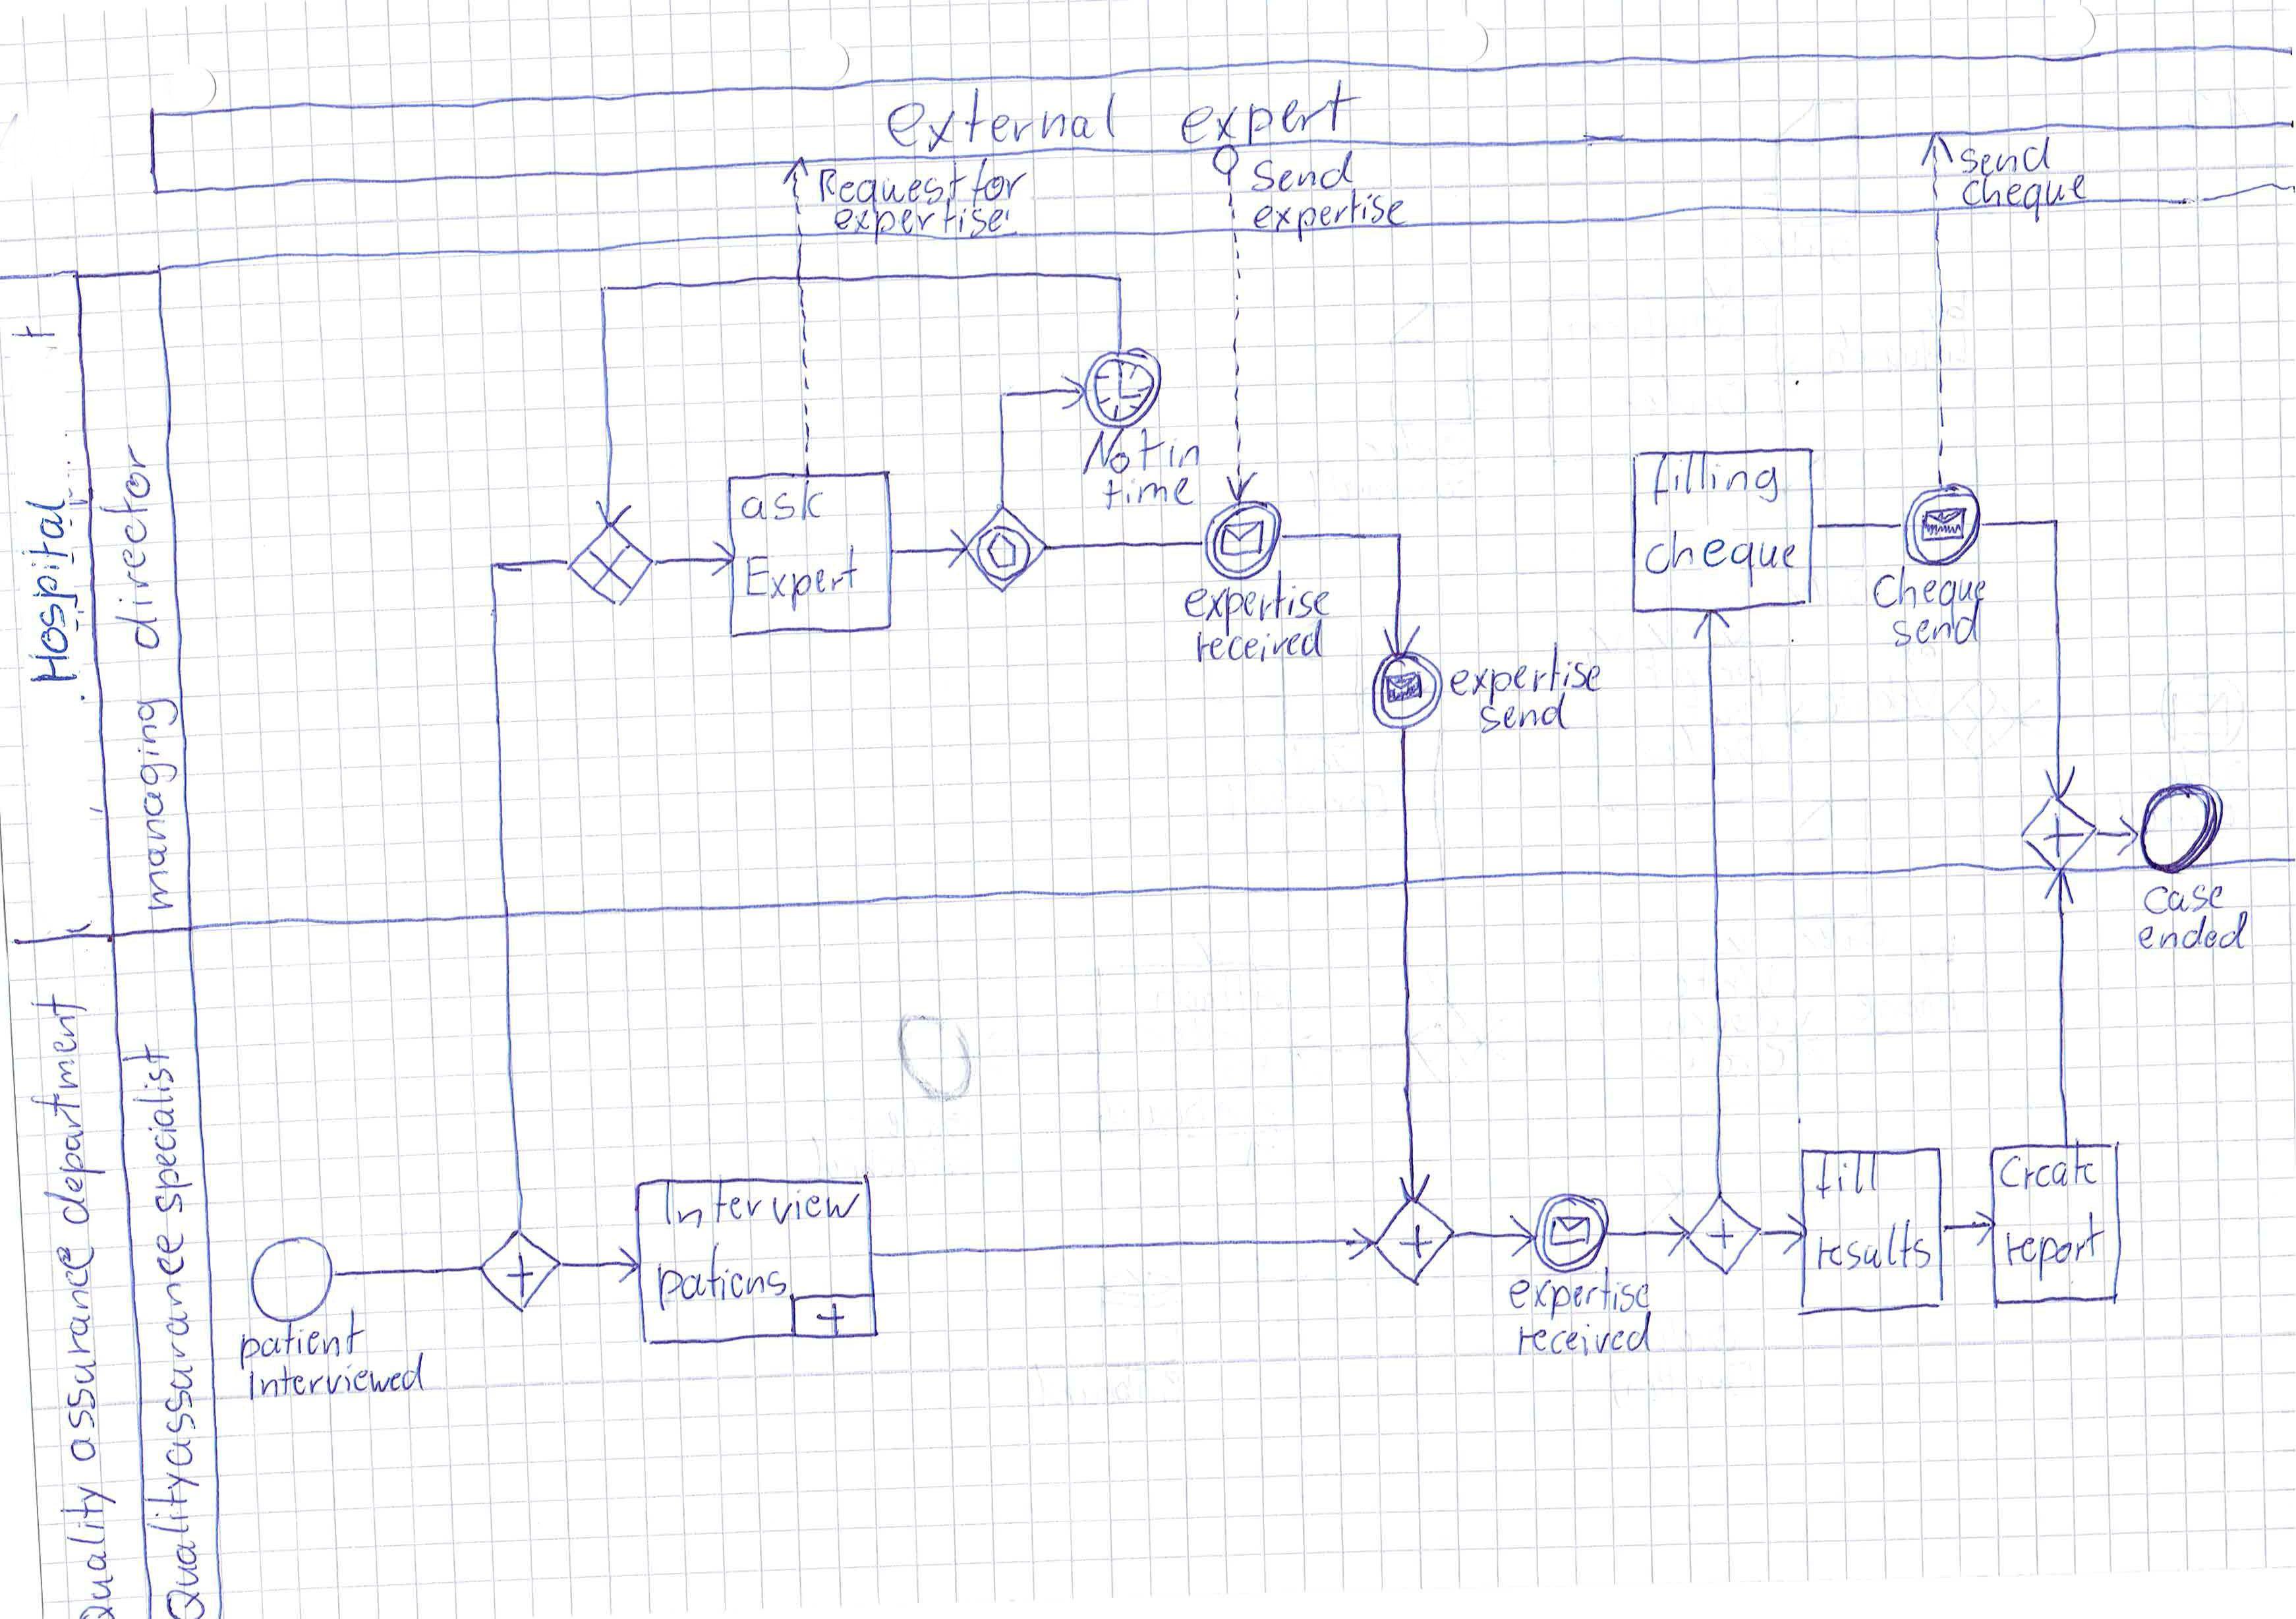 external expert
Request for
expertise:
Send
expertise
send
cheque
Hospital
managing director
Not in
time
ask
Expert
expertise
received
expertise
send
filling
cheque
Cheque
send
case
ended
Quality assurance department
Qualityassurance specialist
patient
Interviewed
Interview
patiens
expertise
received
fill
results
Create
report